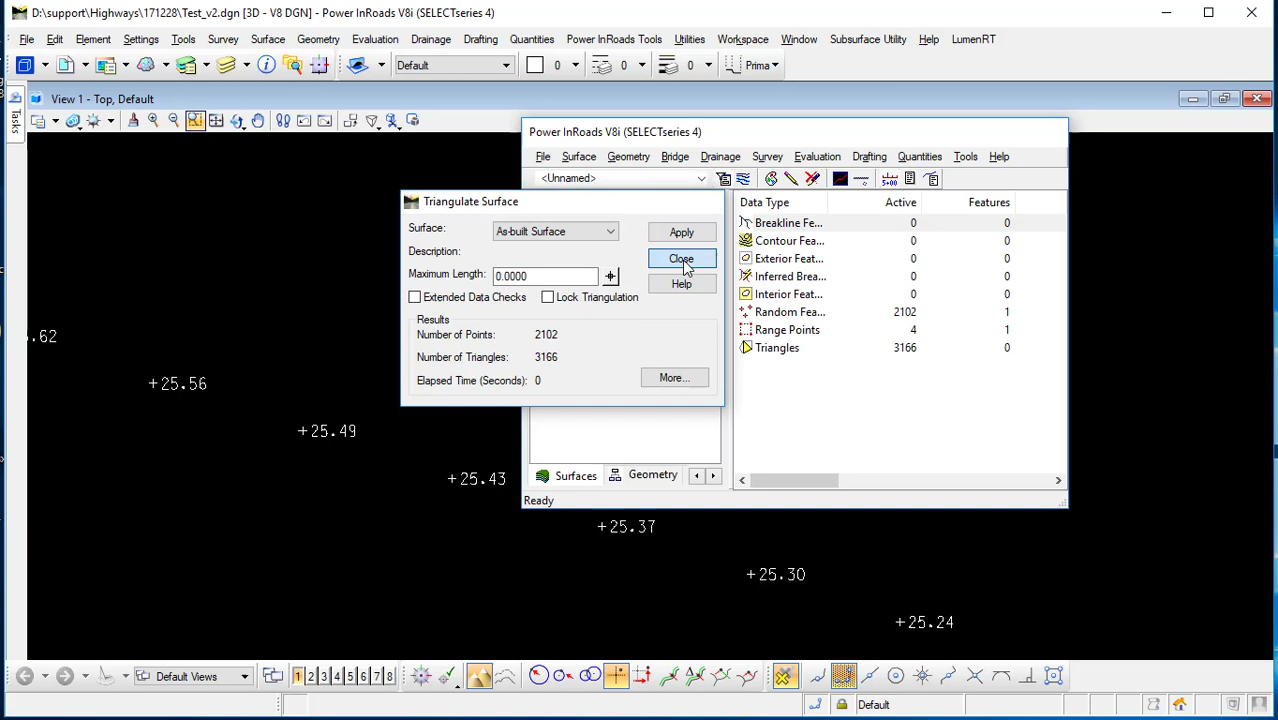 D:\support\Highways\171228\Test_v2.dgn [3D - V8 DGN] - Power InRoads V8i (SELECTseries 4)
File Edit Element Settings Tools Survey Surface Geometry Evaluation Drainage Drafting Quantities Power InRoads Tools Utilities Workspace Window Subsurface Utility Help LumenRT
Default 0 0 0 Prima
Tasks
View 1 - Top, Default
Power InRoads V8i (SELECTseries 4)
File Surface Geometry Bridge Drainage Survey Evaluation Drafting Quantities Tools Help
<Unnamed>
Data Type Active Features
Breakline Fe... 0 0
Contour Fea... 0 0
Exterior Feat... 0 0
Inferred Brea... 0 0
Interior Feat... 0 0
Random Fea... 2102 1
Range Points 4 1
Triangles 3166 0
Surfaces Geometry
Ready
Triangulate Surface
Surface: As-built Surface Apply
Description: Close
Maximum Length: 0.0000 Help
Extended Data Checks Lock Triangulation
Results
Number of Points: 2102
Number of Triangles: 3166
Elapsed Time (Seconds): 0 More...
.62
+25.56
+25.49
+25.43
+25.37
+25.30
+25.24
Default Views 1 2 3 4 5 6 7 8
Default